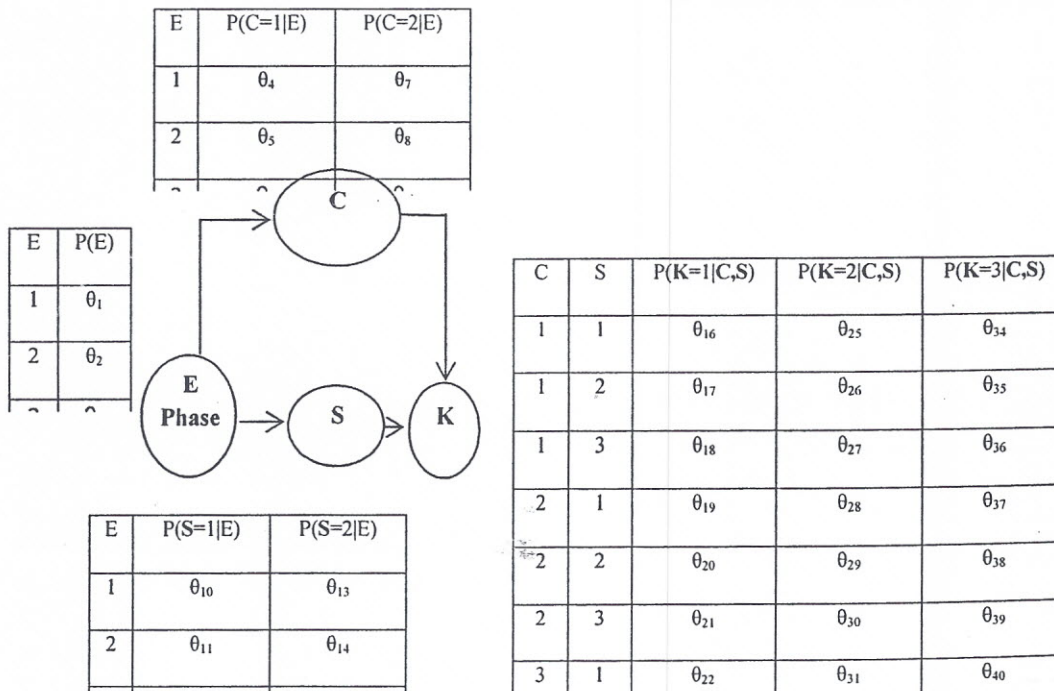 E P(C=1|E) P(C=2|E)
1 θ₄ θ₇
2 θ₅ θ₈
C
E P(E)
1 θ₁
2 θ₂
E
Phase
S
K
C S P(K=1|C,S) P(K=2|C,S) P(K=3|C,S)
1 1 θ₁₆ θ₂₅ θ₃₄
1 2 θ₁₇ θ₂₆ θ₃₅
1 3 θ₁₈ θ₂₇ θ₃₆
2 1 θ₁₉ θ₂₈ θ₃₇
2 2 θ₂₀ θ₂₉ θ₃₈
2 3 θ₂₁ θ₃₀ θ₃₉
3 1 θ₂₂ θ₃₁ θ₄₀
E P(S=1|E) P(S=2|E)
1 θ₁₀ θ₁₃
2 θ₁₁ θ₁₄